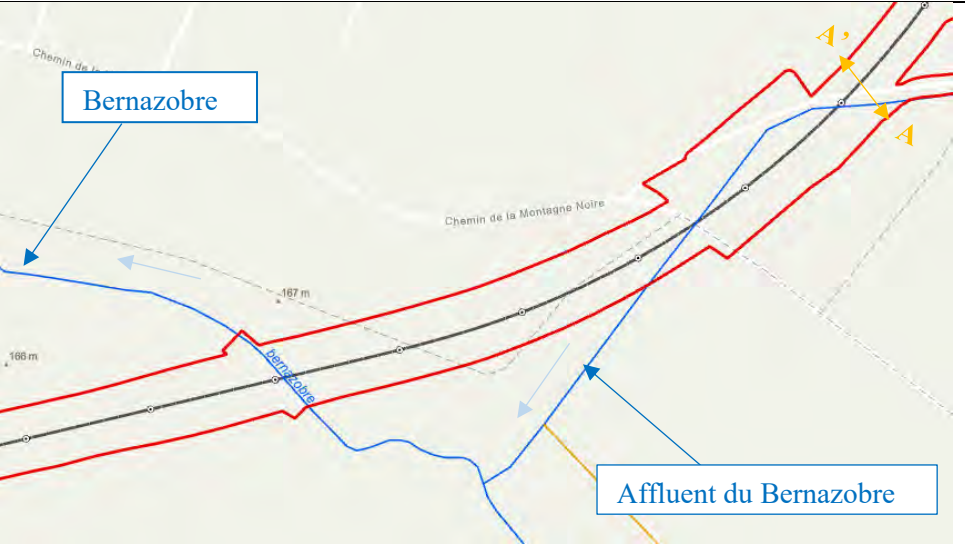 A’
Chemin de la
Bernazobre
A
Chemin de la Montagne Noire
167 m
166 m
bernazobre
Affluent du Bernazobre